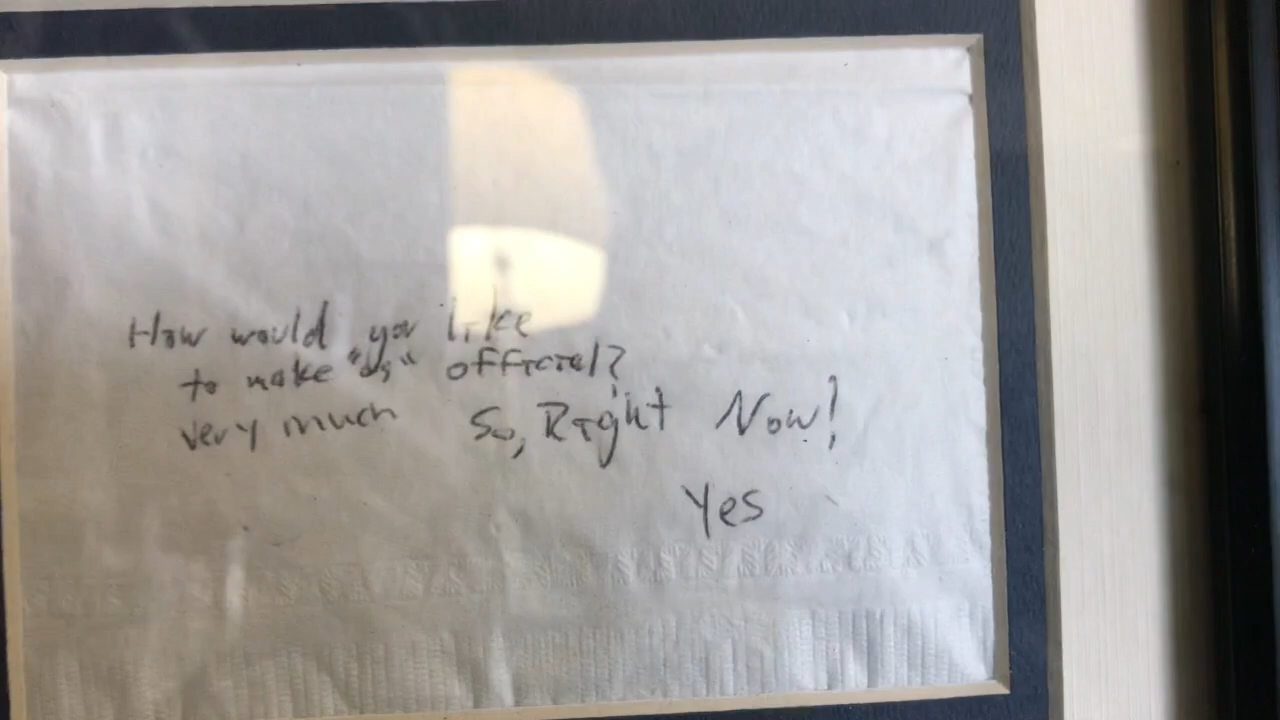 How would you like
to make "us" official?
very much so, Right Now!
Yes